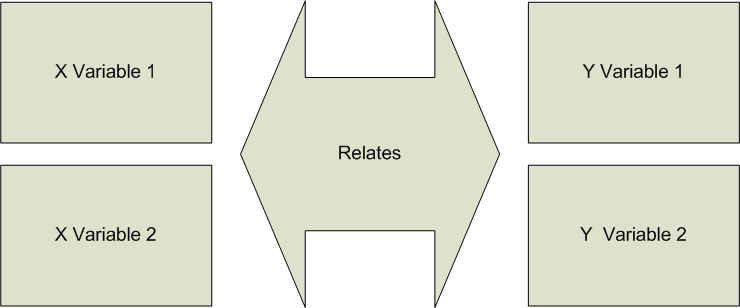 X Variable 1
Y Variable 1
Relates
X Variable 2
Y  Variable 2